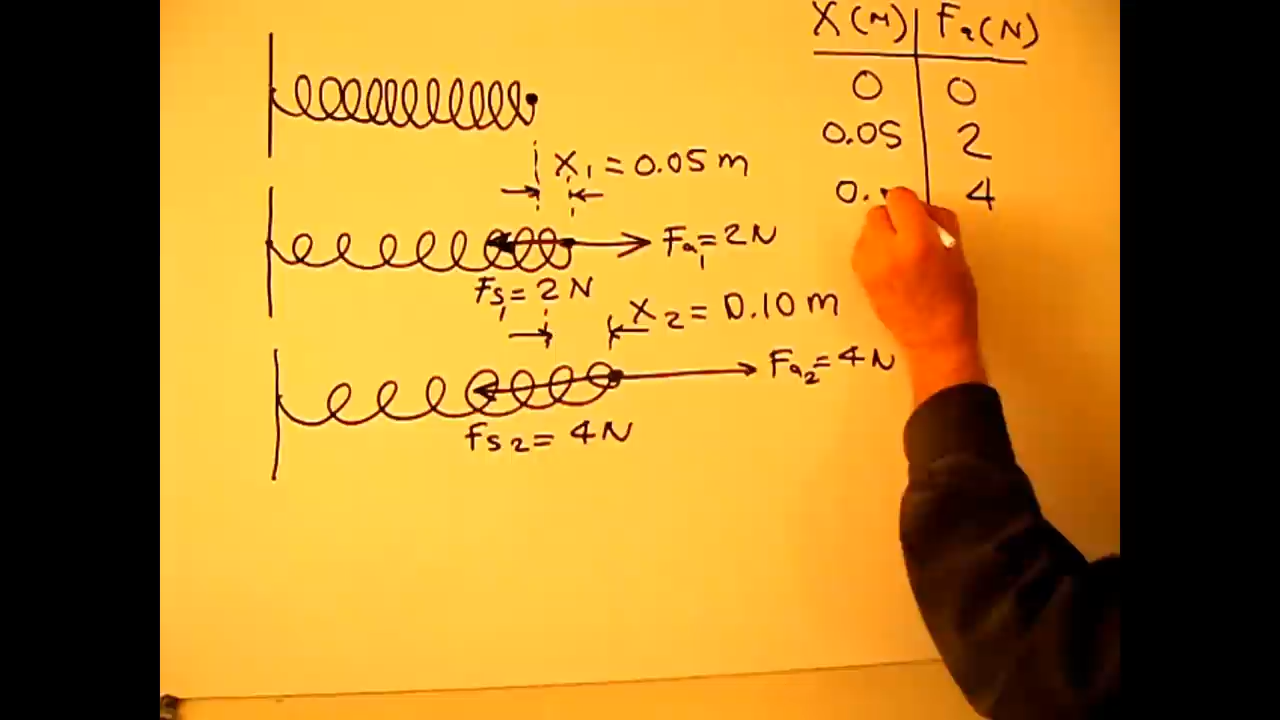 X (M) Fa (N)
0 0
0.05 2
0. 4
X1 = 0.05 m
Fa1 = 2N
Fs1 = 2 N
X2 = 0.10 m
Fa2 = 4N
fs2 = 4N